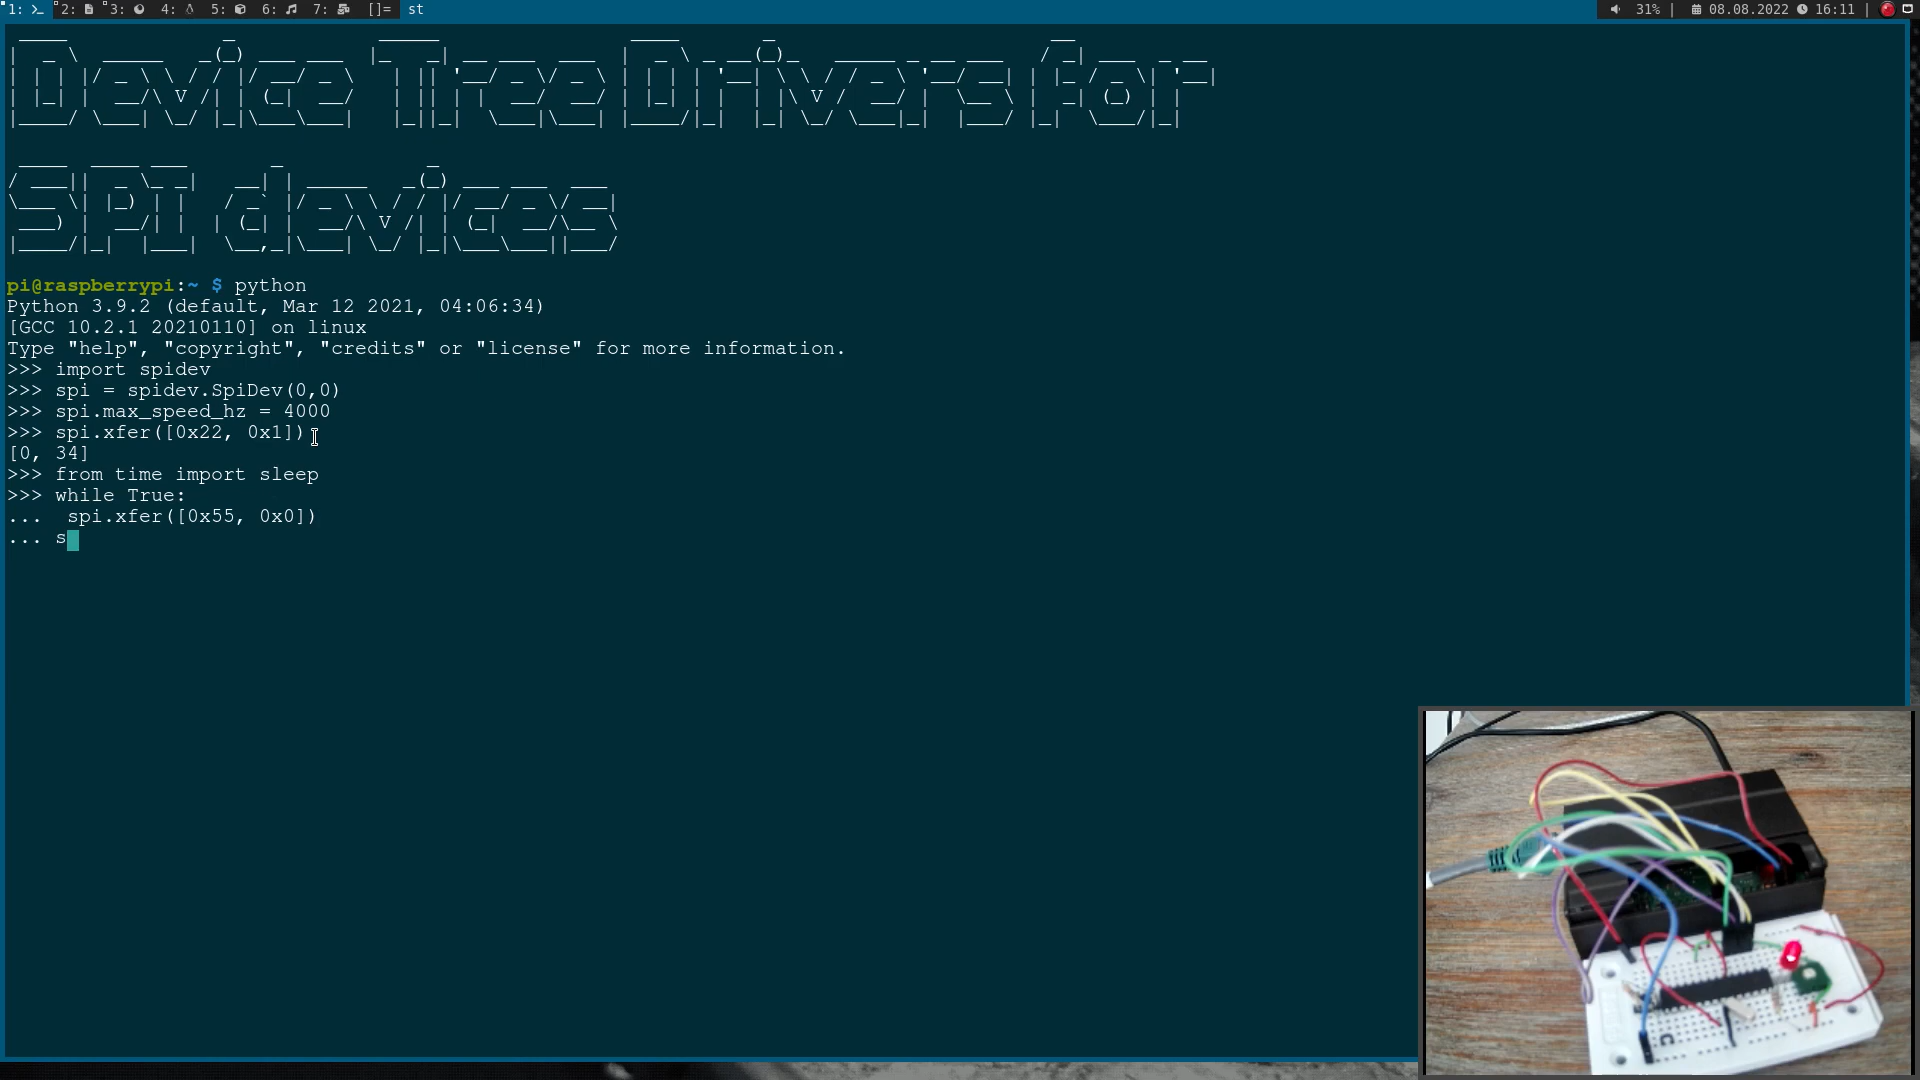 1: 2: 3: 4: 5: 6: 7: []= st 31% | 08.08.2022 16:11 |
Device Tree Drivers for
SPI devices
pi@raspberrypi:~ $ python
Python 3.9.2 (default, Mar 12 2021, 04:06:34)
[GCC 10.2.1 20210110] on linux
Type "help", "copyright", "credits" or "license" for more information.
>>> import spidev
>>> spi = spidev.SpiDev(0,0)
>>> spi.max_speed_hz = 4000
>>> spi.xfer([0x22, 0x1])
[0, 34]
>>> from time import sleep
>>> while True:
...  spi.xfer([0x55, 0x0])
... s